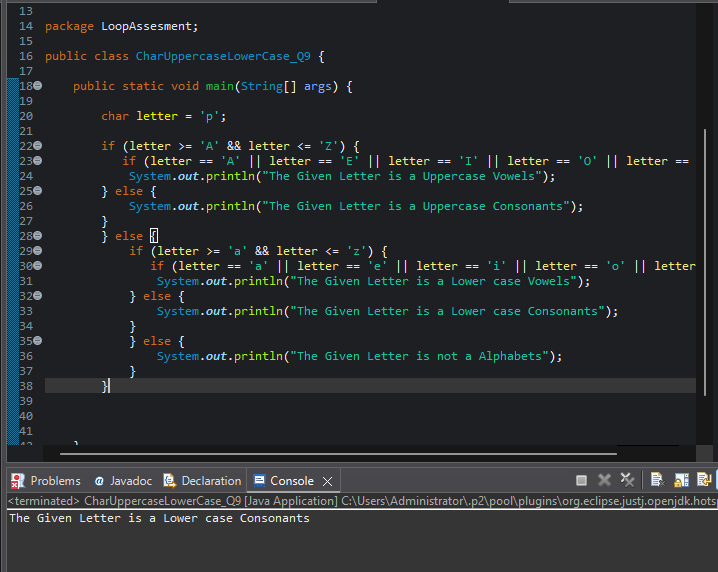 13
14 package LoopAssesment;
15
16 public class CharUppercaseLowerCase_Q9 {
17
18 public static void main(String[] args) {
19
20 char letter = 'p';
21
22 if (letter >= 'A' && letter <= 'Z') {
23 if (letter == 'A' || letter == 'E' || letter == 'I' || letter == 'O' || letter ==
24 System.out.println("The Given Letter is a Uppercase Vowels");
25 } else {
26 System.out.println("The Given Letter is a Uppercase Consonants");
27 }
28 } else {
29 if (letter >= 'a' && letter <= 'z') {
30 if (letter == 'a' || letter == 'e' || letter == 'i' || letter == 'o' || letter
31 System.out.println("The Given Letter is a Lower case Vowels");
32 } else {
33 System.out.println("The Given Letter is a Lower case Consonants");
34 }
35 } else {
36 System.out.println("The Given Letter is not a Alphabets");
37 }
38 }
39
40
41
Problems @ Javadoc Declaration Console
<terminated> CharUppercaseLowerCase_Q9 [Java Application] C:\Users\Administrator\.p2\pool\plugins\org.eclipse.justj.openjdk.hotsp
The Given Letter is a Lower case Consonants